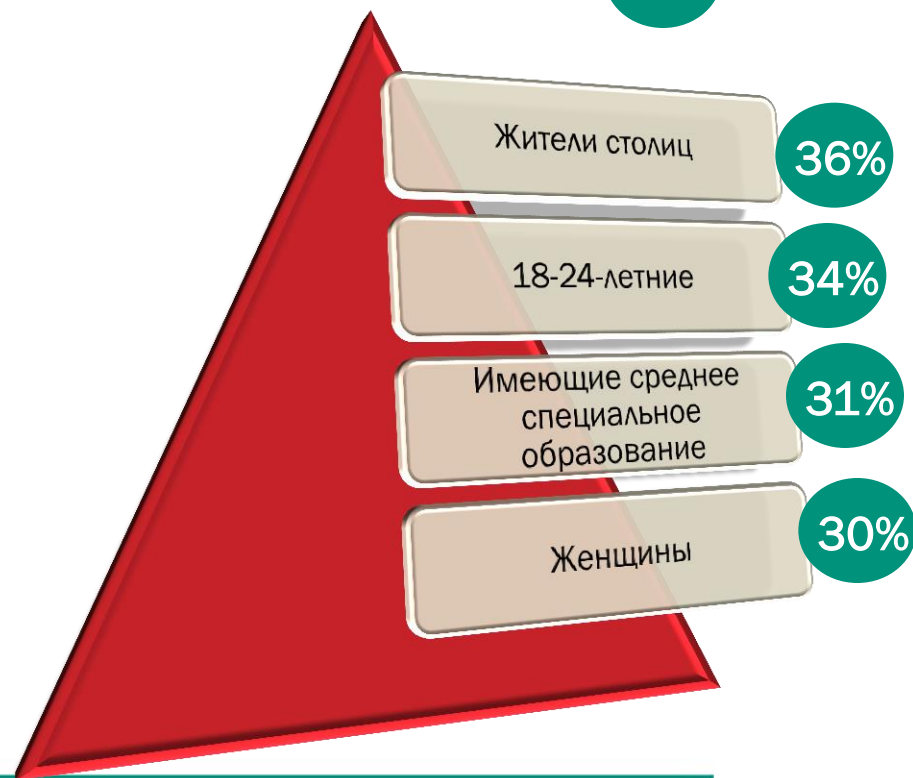 Жители столиц
36%
18-24-летние
34%
Имеющие среднее
специальное
образование
31%
Женщины
30%